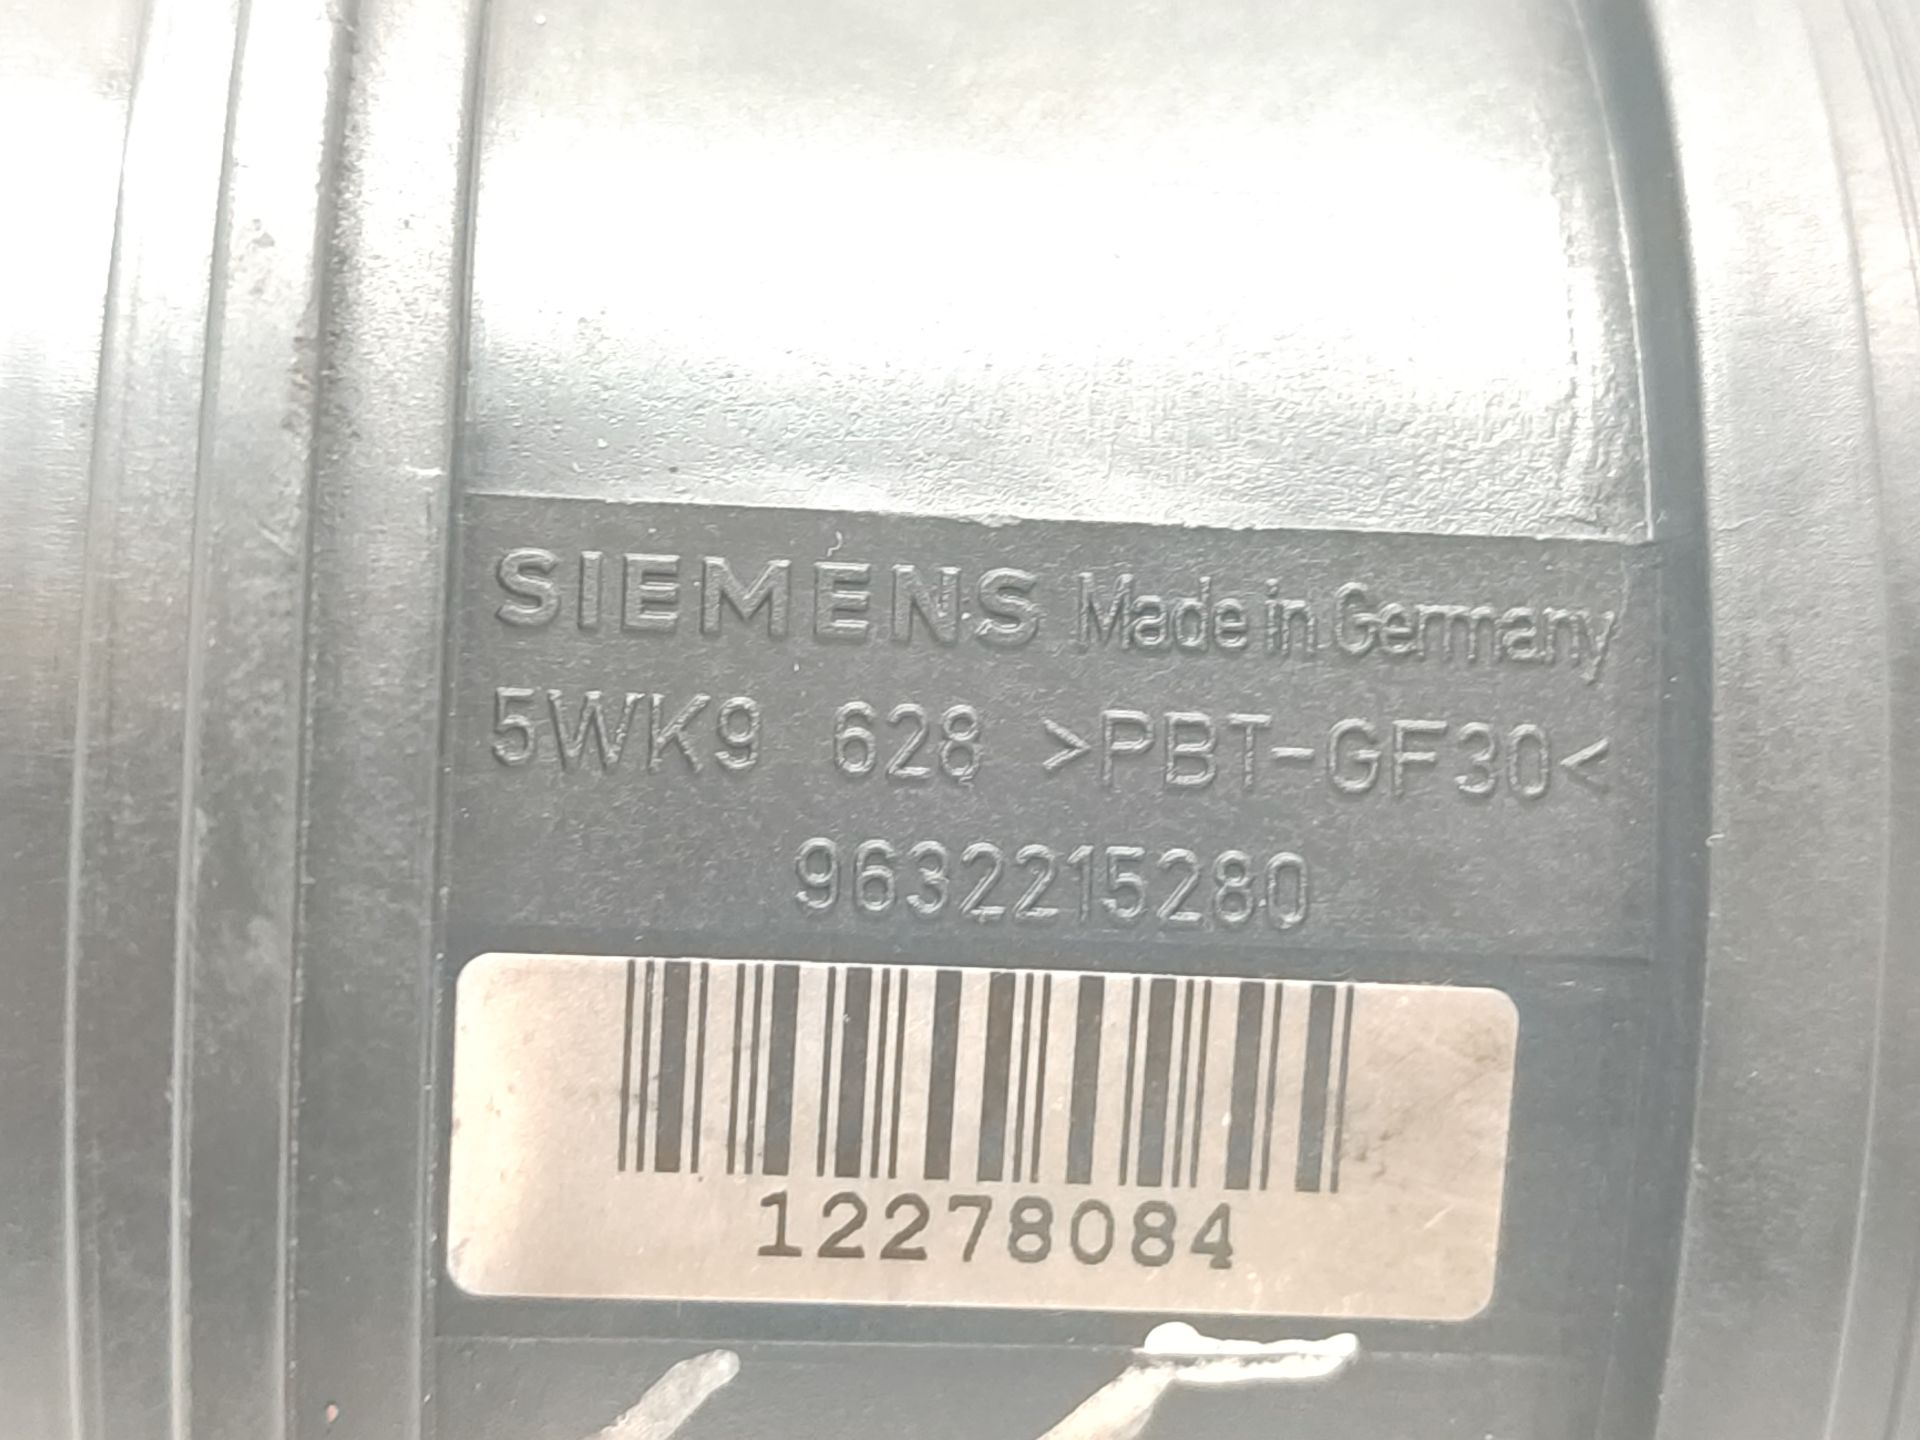 SIEMENS Made in Germany
5WK9 628 >PBT-GF30<
9632215280
12278084